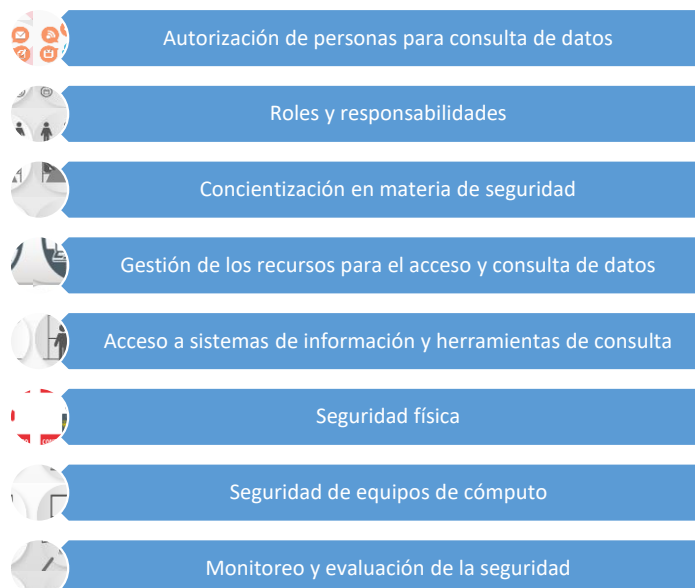 Autorización de personas para consulta de datos
Roles y responsabilidades
Concientización en materia de seguridad
Gestión de los recursos para el acceso y consulta de datos
Acceso a sistemas de información y herramientas de consulta
Seguridad física
Seguridad de equipos de cómputo
Monitoreo y evaluación de la seguridad